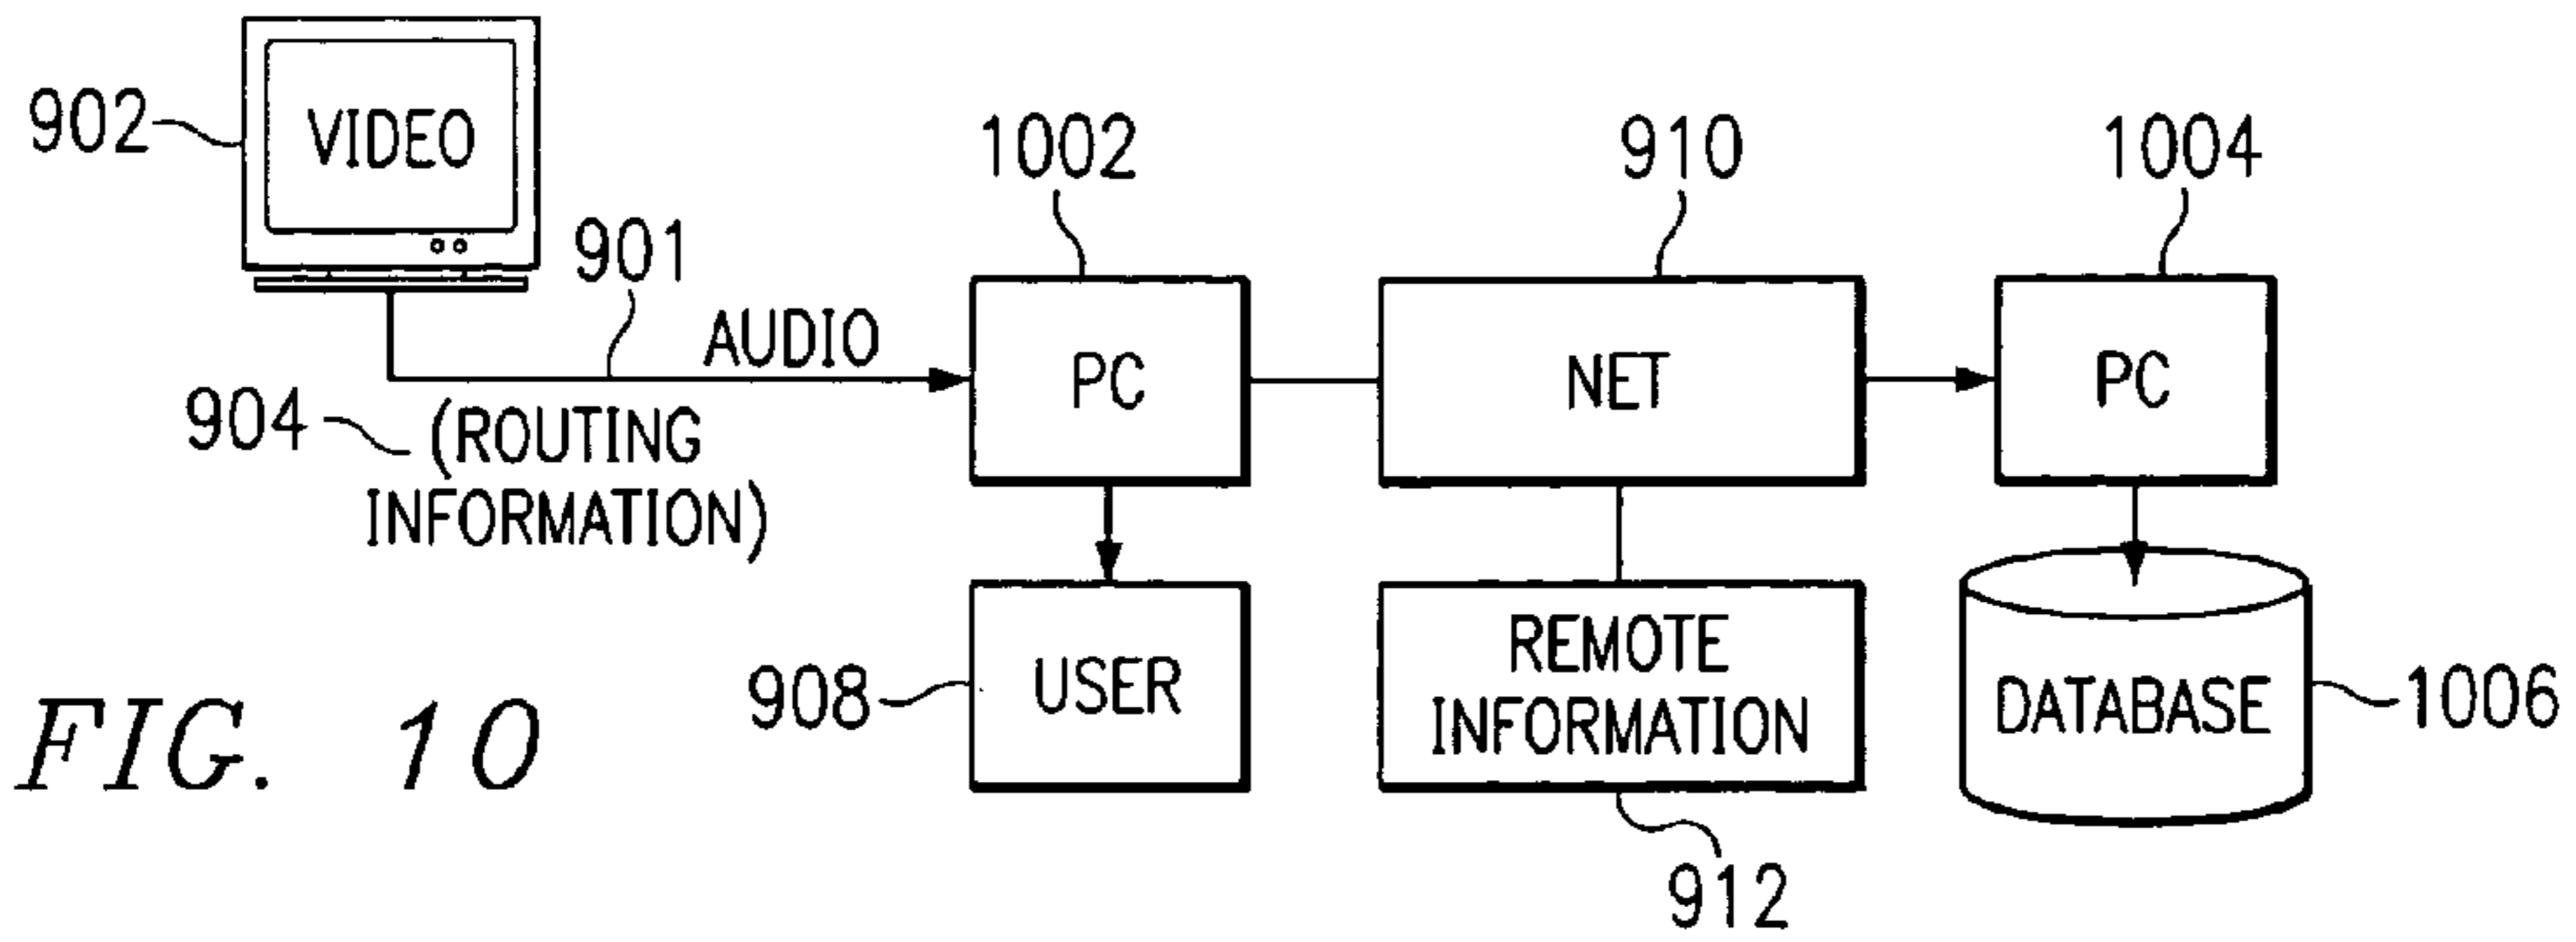 902
VIDEO
901
AUDIO
904
(ROUTING
INFORMATION)
1002
PC
908
USER
910
NET
REMOTE
INFORMATION
912
1004
PC
DATABASE
1006
FIG. 10